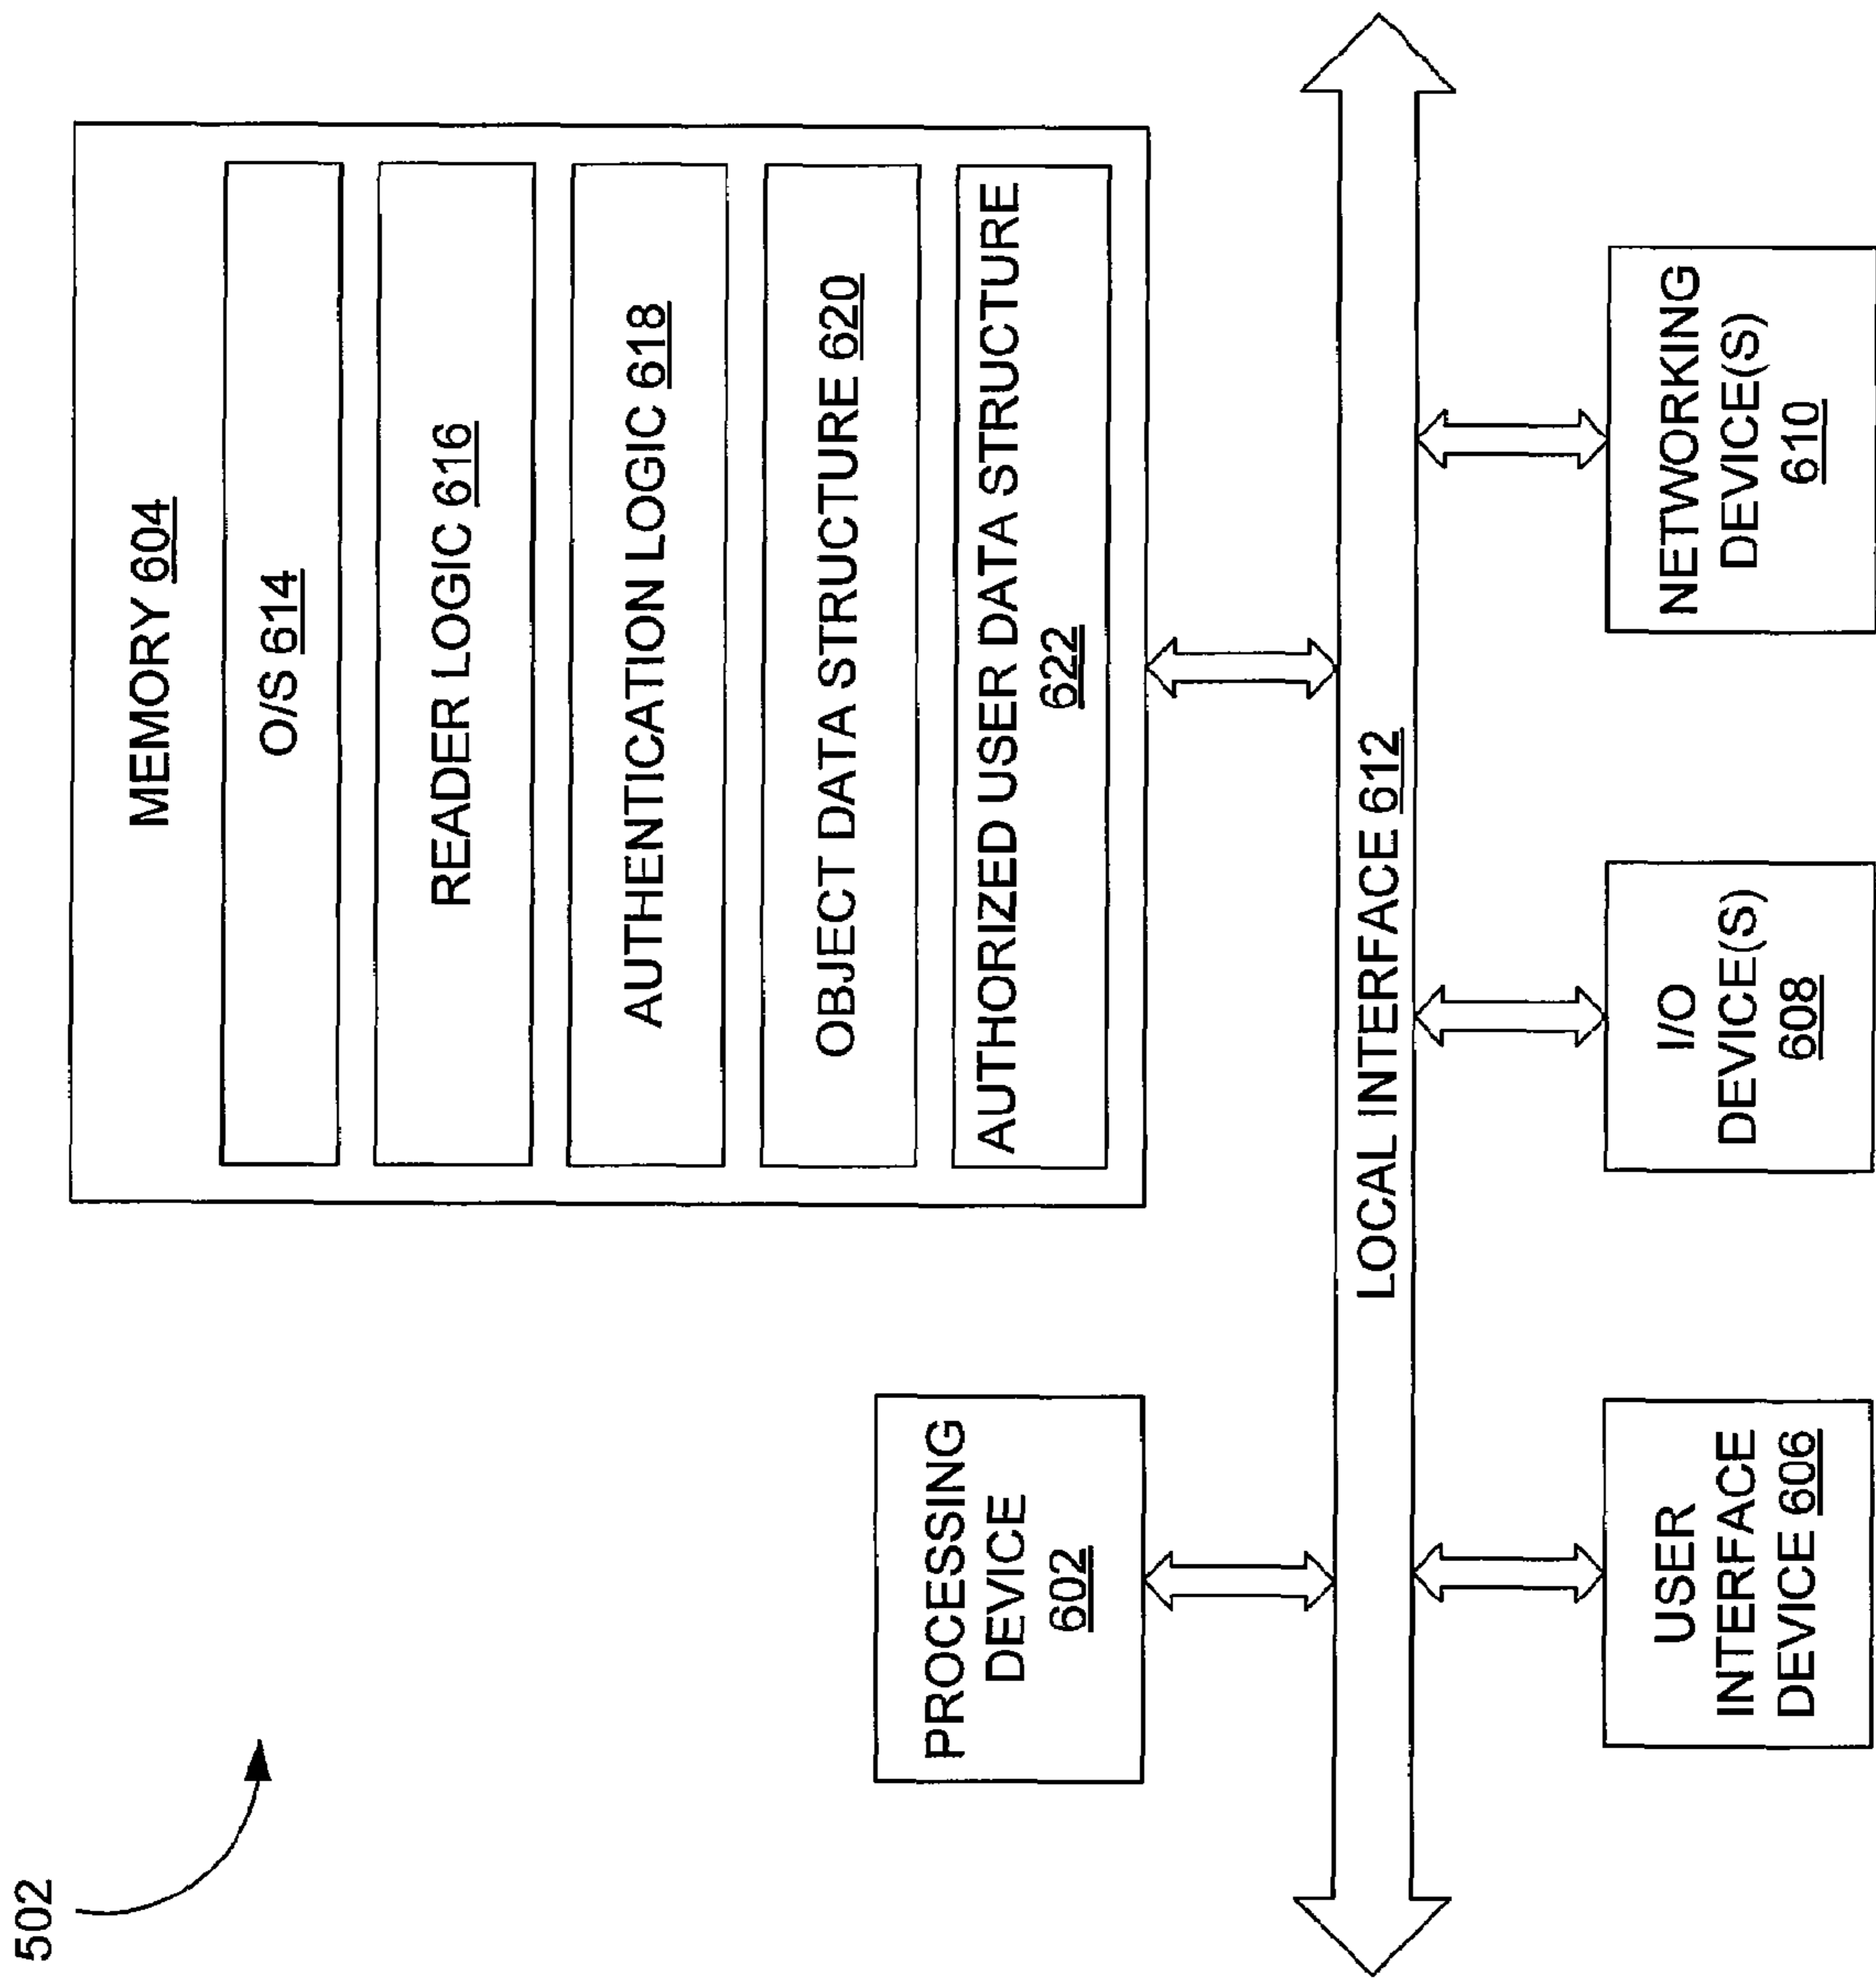 502
MEMORY 604
O/S 614
READER LOGIC 616
AUTHENTICATION LOGIC 618
OBJECT DATA STRUCTURE 620
AUTHORIZED USER DATA STRUCTURE
622
PROCESSING
DEVICE
602
LOCAL INTERFACE 612
USER
INTERFACE
DEVICE 606
I/O
DEVICE(S)
608
NETWORKING
DEVICE(S)
610